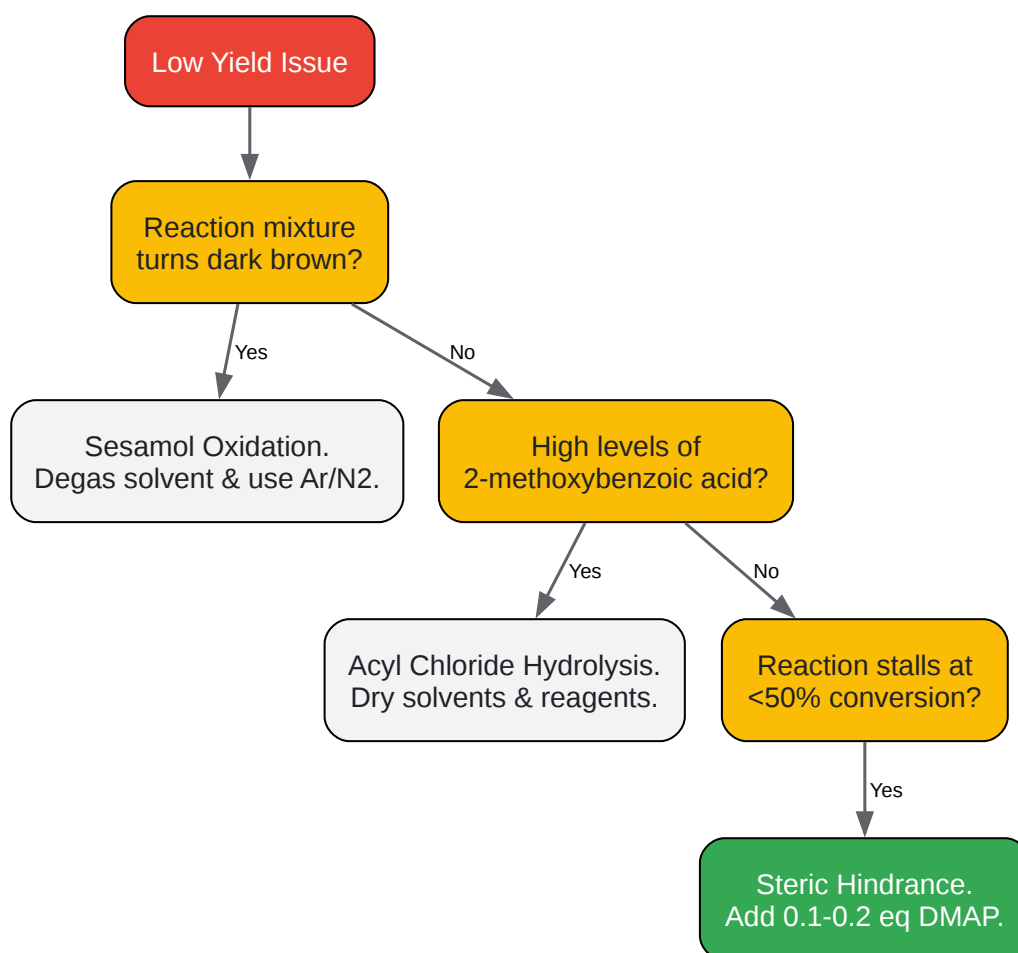 Low Yield Issue
Reaction mixture
turns dark brown?
Yes
No
Sesamol Oxidation.
Degas solvent & use Ar/N2.
High levels of
2-methoxybenzoic acid?
Yes
No
Acyl Chloride Hydrolysis.
Dry solvents & reagents.
Reaction stalls at
<50% conversion?
Yes
Steric Hindrance.
Add 0.1-0.2 eq DMAP.